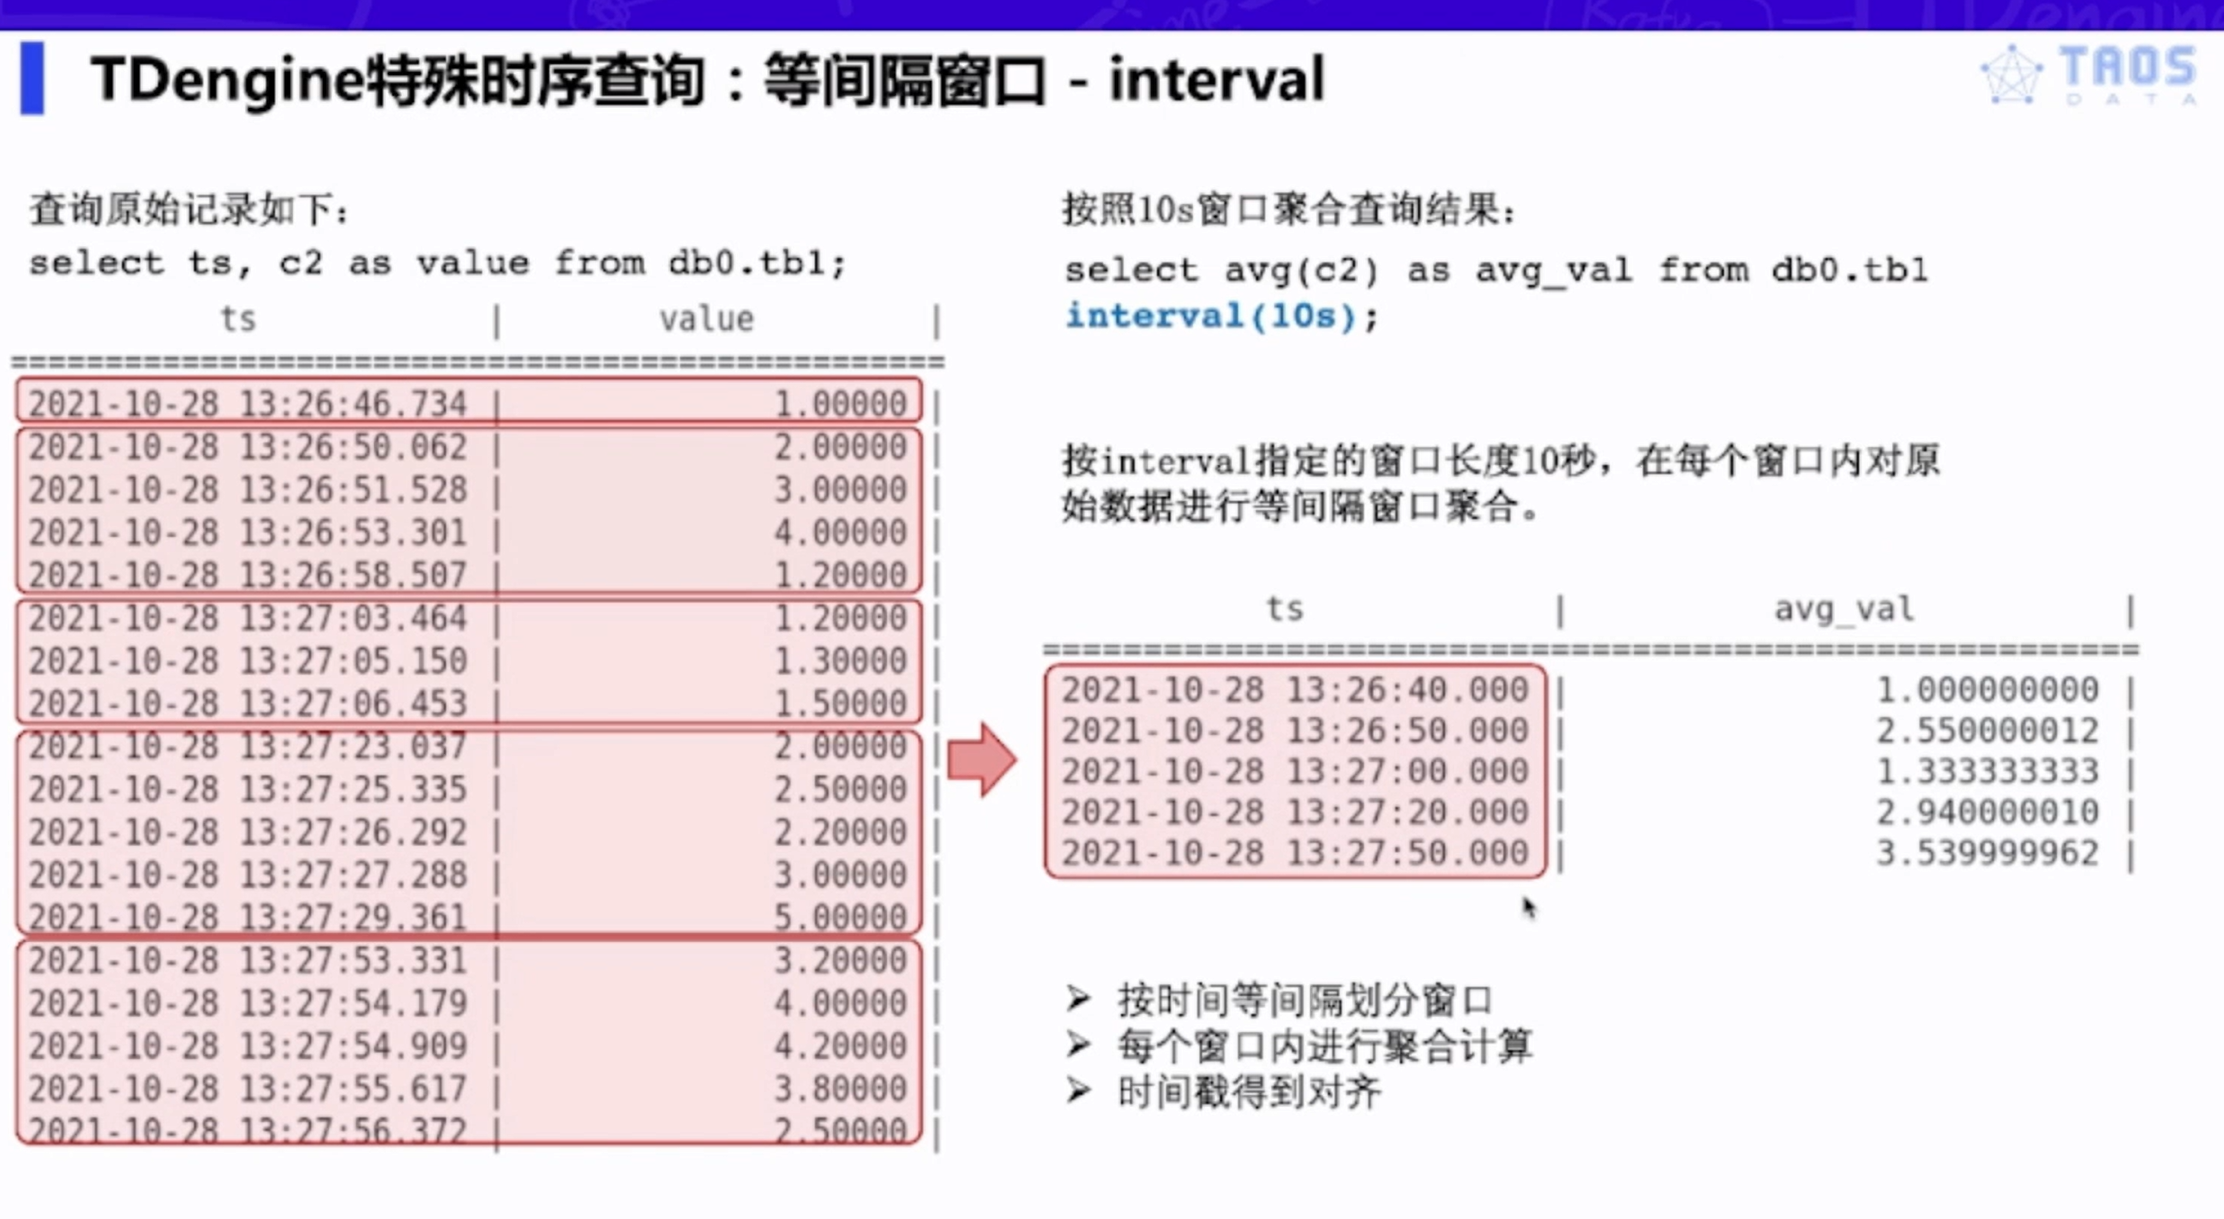 TDengine特殊时序查询：等间隔窗口 - interval
TAOS
DATA
查询原始记录如下：
select ts, c2 as value from db0.tb1;
ts | value |
==================================================
2021-10-28 13:26:46.734 | 1.00000 |
2021-10-28 13:26:50.062 | 2.00000 |
2021-10-28 13:26:51.528 | 3.00000 |
2021-10-28 13:26:53.301 | 4.00000 |
2021-10-28 13:26:58.507 | 1.20000 |
2021-10-28 13:27:03.464 | 1.20000 |
2021-10-28 13:27:05.150 | 1.30000 |
2021-10-28 13:27:06.453 | 1.50000 |
2021-10-28 13:27:23.037 | 2.00000 |
2021-10-28 13:27:25.335 | 2.50000 |
2021-10-28 13:27:26.292 | 2.20000 |
2021-10-28 13:27:27.288 | 3.00000 |
2021-10-28 13:27:29.361 | 5.00000 |
2021-10-28 13:27:53.331 | 3.20000 |
2021-10-28 13:27:54.179 | 4.00000 |
2021-10-28 13:27:54.909 | 4.20000 |
2021-10-28 13:27:55.617 | 3.80000 |
2021-10-28 13:27:56.372 | 2.50000 |
按照10s窗口聚合查询结果：
select avg(c2) as avg_val from db0.tb1
interval(10s);
按interval指定的窗口长度10秒，在每个窗口内对原
始数据进行等间隔窗口聚合。
ts | avg_val |
==================================================
2021-10-28 13:26:40.000 | 1.000000000 |
2021-10-28 13:26:50.000 | 2.550000012 |
2021-10-28 13:27:00.000 | 1.333333333 |
2021-10-28 13:27:20.000 | 2.940000010 |
2021-10-28 13:27:50.000 | 3.539999962 |
➤ 按时间等间隔划分窗口
➤ 每个窗口内进行聚合计算
➤ 时间戳得到对齐